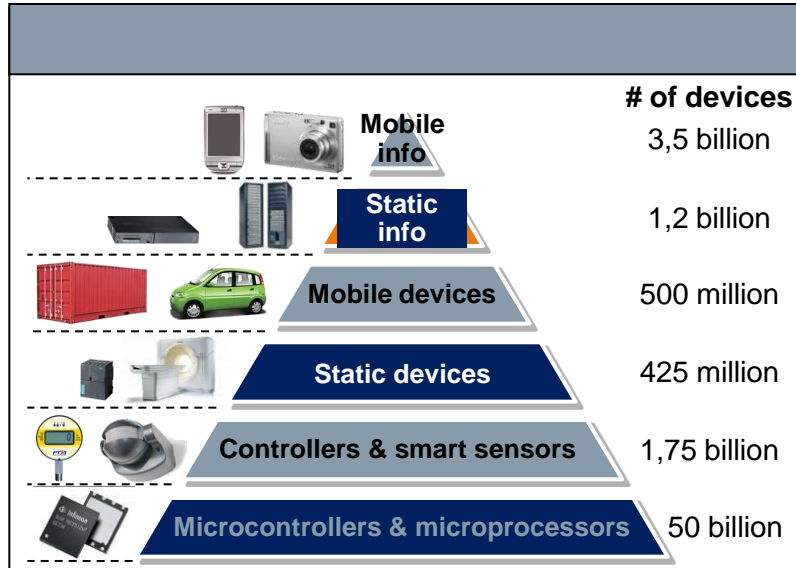 # of devices
Mobile
info
3,5 billion
Static
info
1,2 billion
Mobile devices
500 million
Static devices
425 million
Controllers & smart sensors
1,75 billion
Infineon
Microcontrollers & microprocessors
50 billion